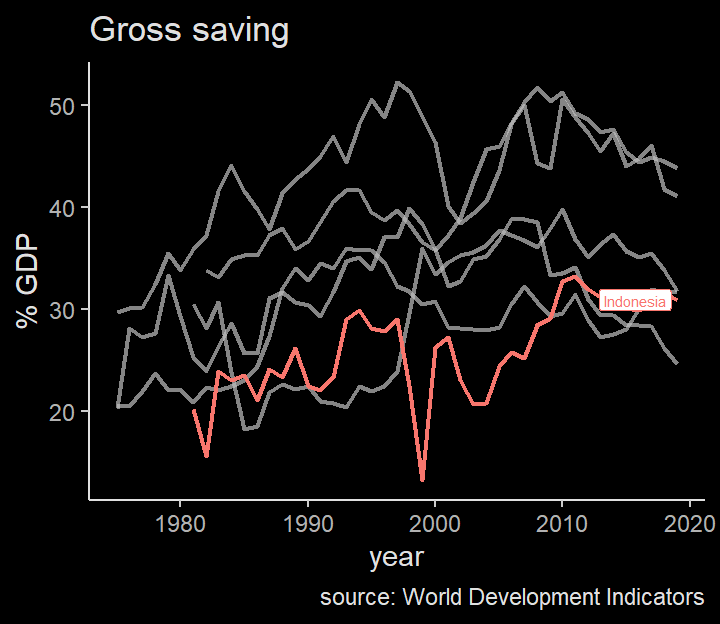 Gross saving
% GDP
50
40
30
20
Indonesia
1980 1990 2000 2010 2020
year
source: World Development Indicators